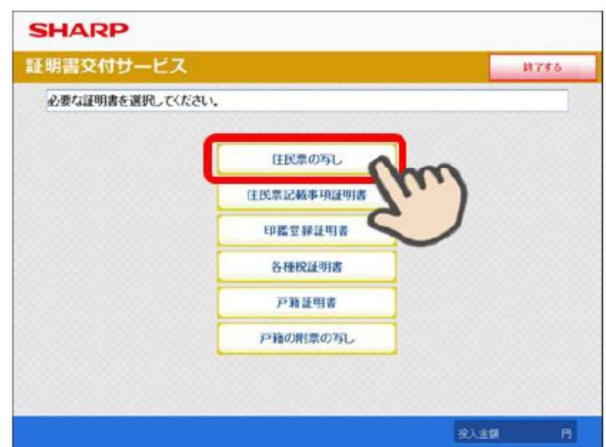 SHARP
証明書交付サービス
終了する
必要な証明書を選択してください。
住民票の写し
住民票記載事項証明書
印鑑登録証明書
各種税証明書
戸籍証明書
戸籍の附票の写し
投入金額 円